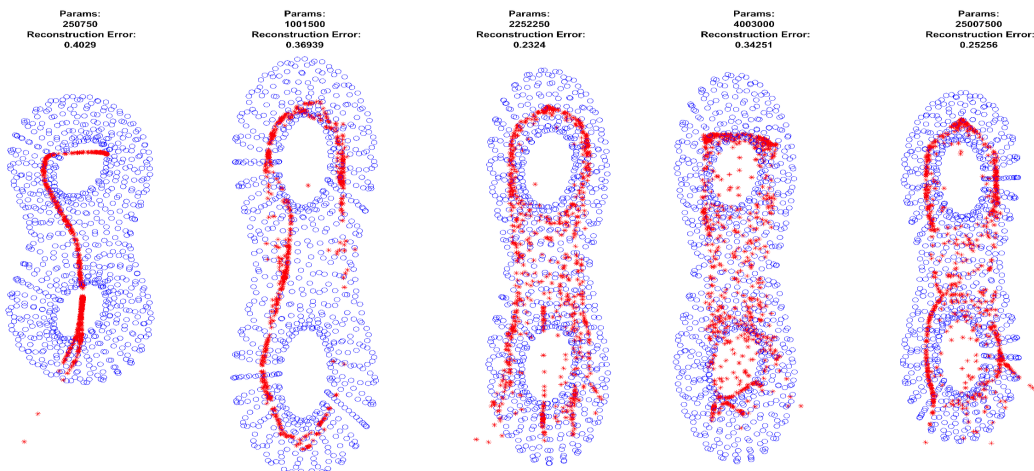 Params:
250750
Reconstruction Error:
0.4029
Params:
1001500
Reconstruction Error:
0.36939
Params:
2252250
Reconstruction Error:
0.2324
Params:
4003000
Reconstruction Error:
0.34251
Params:
25007500
Reconstruction Error:
0.25256